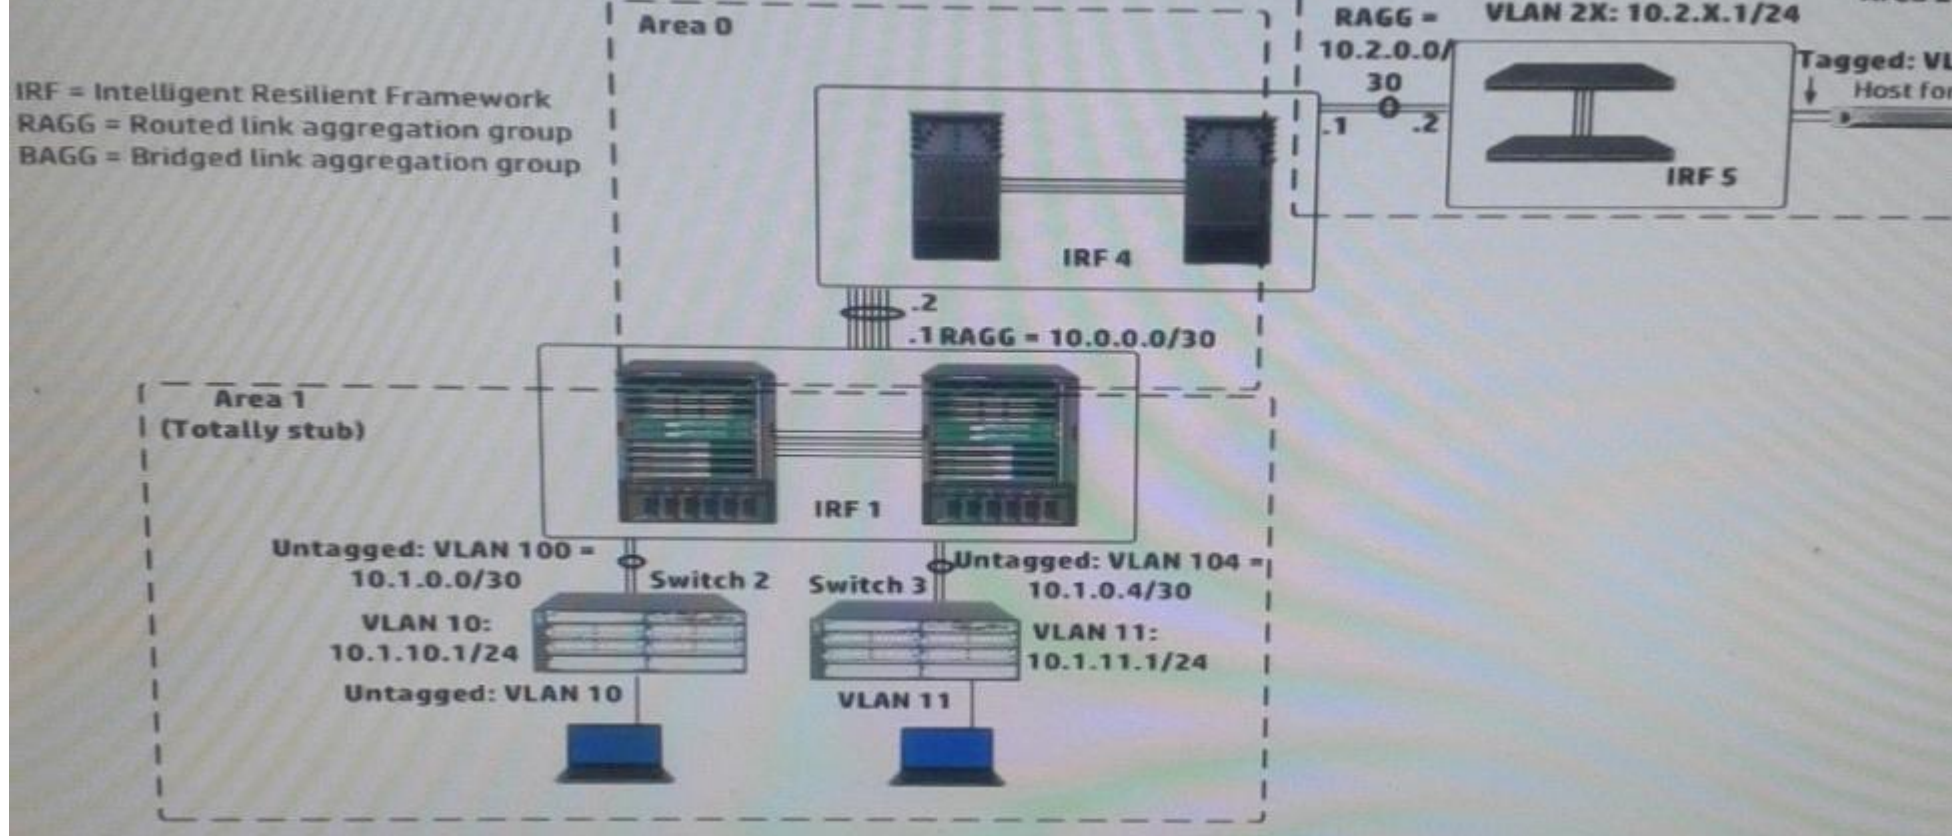 Area 0
RAGG =
10.2.0.0/
30
VLAN 2X: 10.2.X.1/24
Tagged: VL
Host for
.1
.2
IRF 5
IRF = Intelligent Resilient Framework
RAGG = Routed link aggregation group
BAGG = Bridged link aggregation group
IRF 4
.2
.1 RAGG = 10.0.0.0/30
Area 1
(Totally stub)
IRF 1
Untagged: VLAN 100 =
10.1.0.0/30
Switch 2
Switch 3
Untagged: VLAN 104 =
10.1.0.4/30
VLAN 10:
10.1.10.1/24
VLAN 11:
10.1.11.1/24
Untagged: VLAN 10
VLAN 11